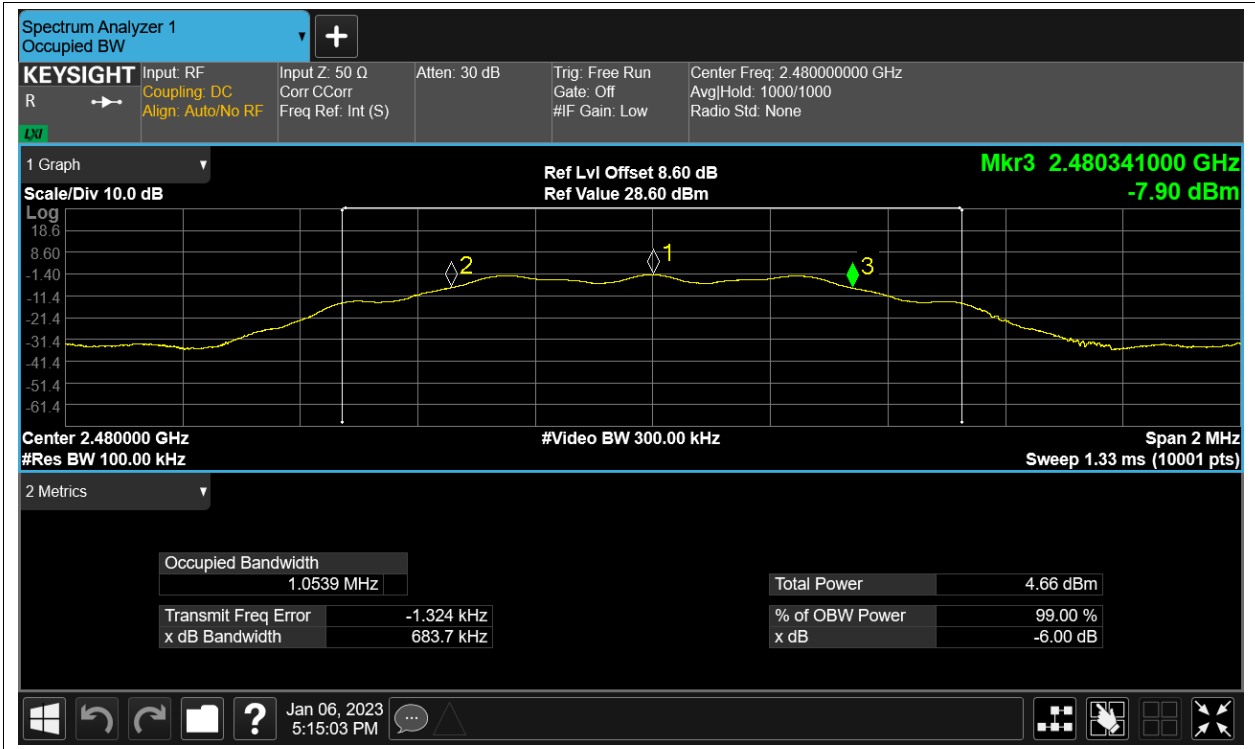 Spectrum Analyzer 1
Occupied BW
+
KEYSIGHT
R
LXI
Input: RF
Coupling: DC
Align: Auto/No RF
Input Z: 50 Ω
Corr CCorr
Freq Ref: Int (S)
Atten: 30 dB
Trig: Free Run
Gate: Off
#IF Gain: Low
Center Freq: 2.480000000 GHz
Avg|Hold: 1000/1000
Radio Std: None
1 Graph
Scale/Div 10.0 dB
Ref Lvl Offset 8.60 dB
Ref Value 28.60 dBm
Mkr3 2.480341000 GHz
-7.90 dBm
Log
18.6
8.60
-1.40
-11.4
-21.4
-31.4
-41.4
-51.4
-61.4
2
1
3
Center 2.480000 GHz
#Res BW 100.00 kHz
#Video BW 300.00 kHz
Span 2 MHz
Sweep 1.33 ms (10001 pts)
2 Metrics
Occupied Bandwidth
1.0539 MHz
Transmit Freq Error -1.324 kHz
x dB Bandwidth 683.7 kHz
Total Power 4.66 dBm
% of OBW Power 99.00 %
x dB -6.00 dB
?
Jan 06, 2023
5:15:03 PM